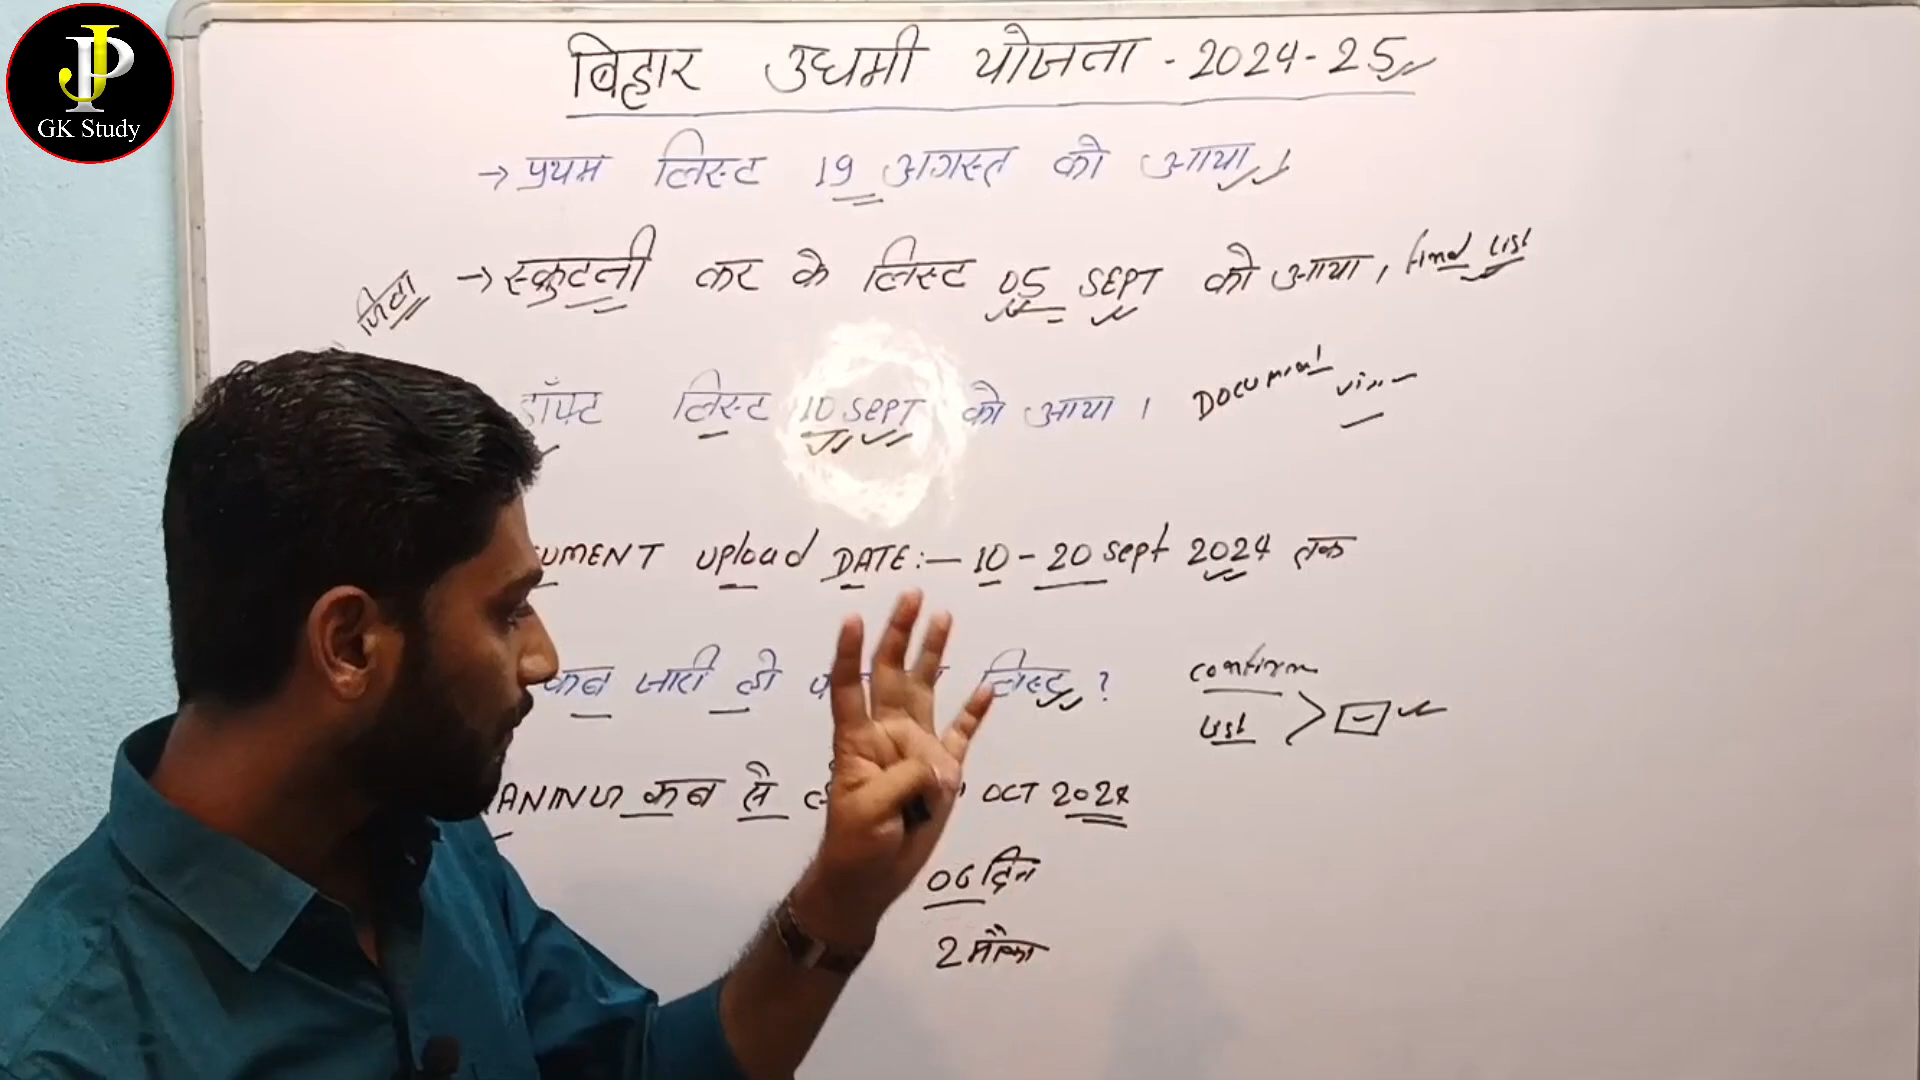 JP
GK Study
बिहार उधमी योजना - 2024-25
→ प्रथम लिस्ट 19 अगस्त को आया।
→ स्कुटनी कर के लिस्ट 05 SEPT को आया, final list
लिस्ट 10 SEPT को आया। Document
UMENT Upload DATE:- 10-20 Sept 2024 तक
कब जारी हो लिस्ट ?
confirm
list
ANING कब से OCT 2024
06 दिन
2 मौका